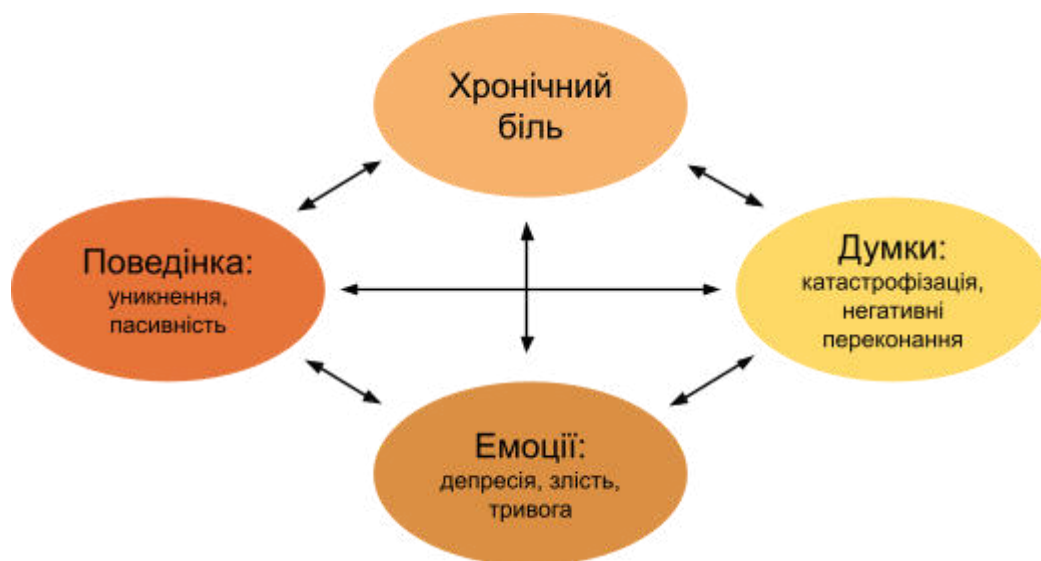 Хронічний
біль
Поведінка:
уникнення,
пасивність
Думки:
катастрофізація,
негативні
переконання
Емоції:
депресія, злість,
тривога